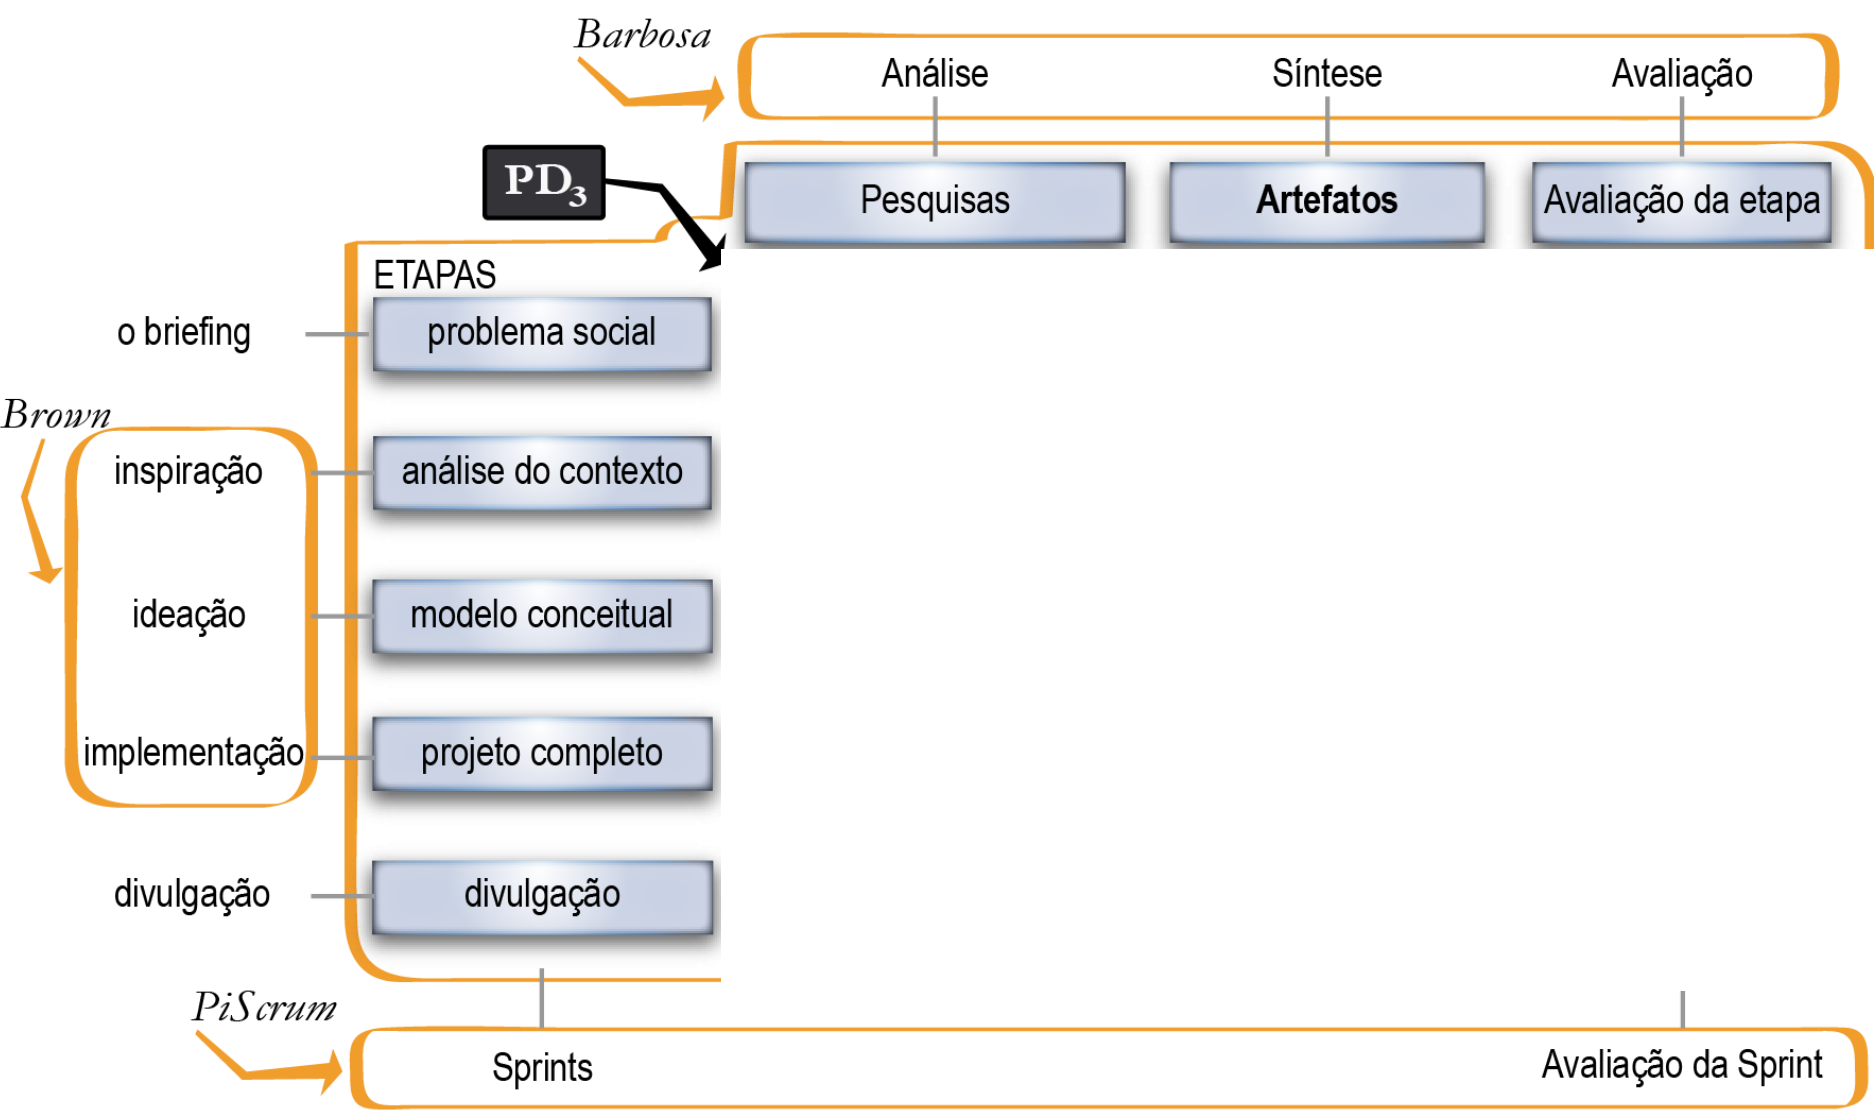 Barbosa
Análise Síntese Avaliação
PD3
Pesquisas Artefatos Avaliação da etapa
ETAPAS
o briefing problema social
Brown
inspiração análise do contexto
ideação modelo conceitual
implementação projeto completo
divulgação divulgação
PiScrum
Sprints Avaliação da Sprint